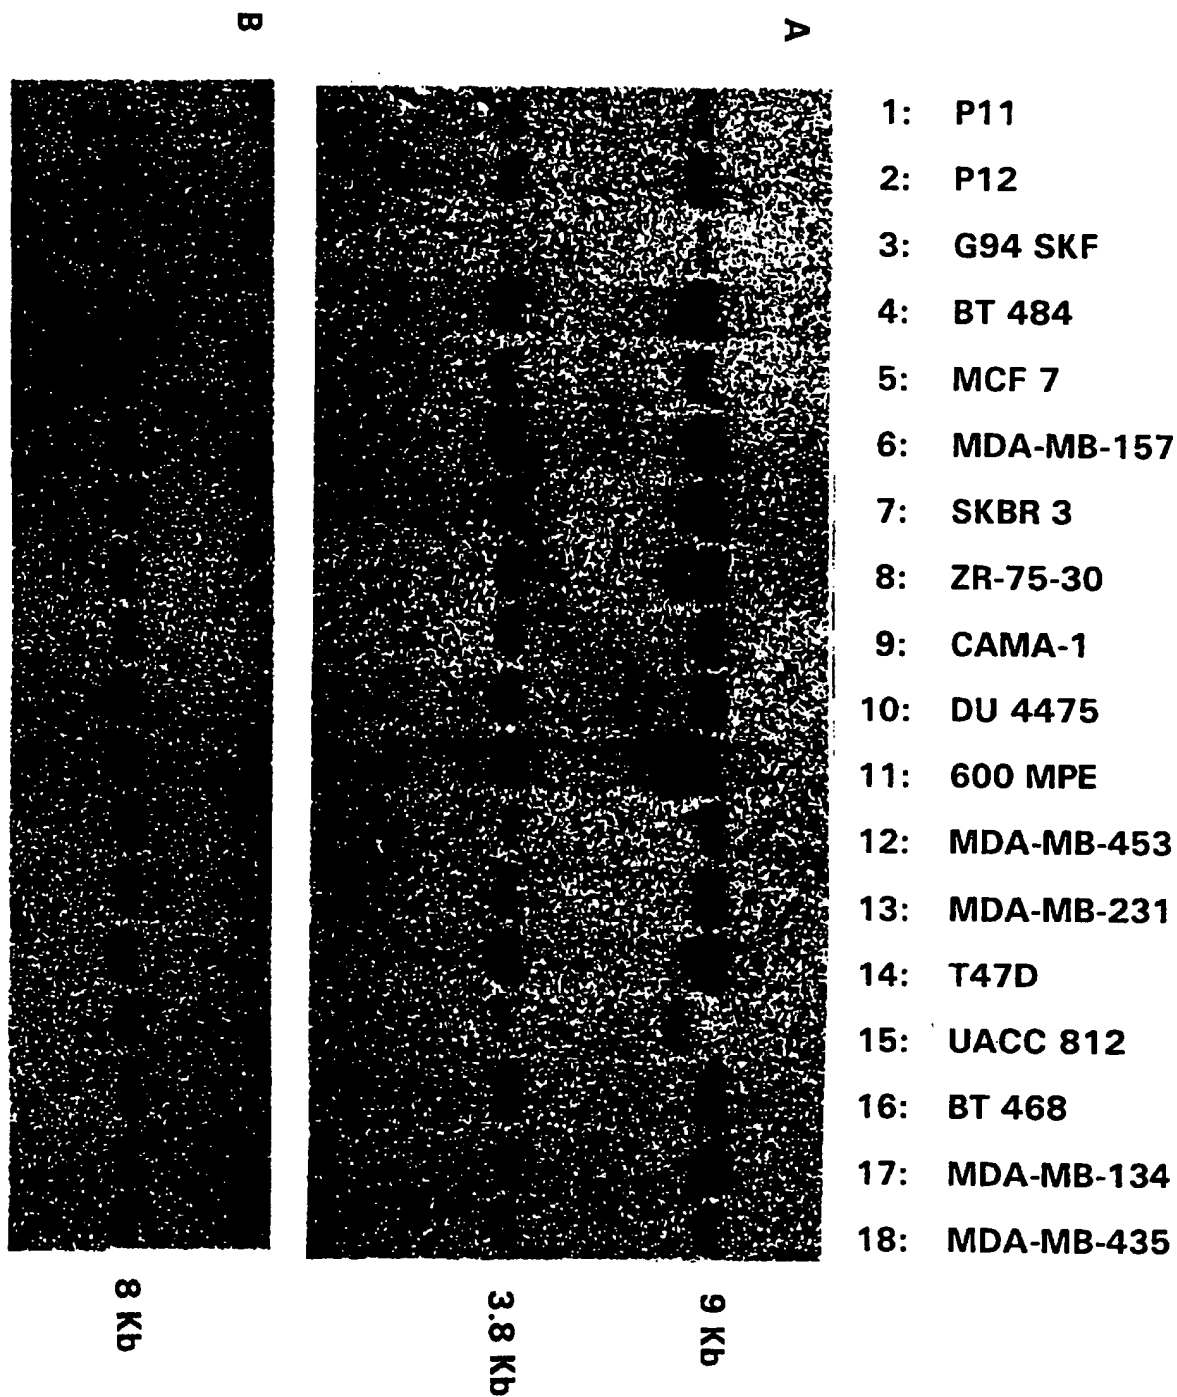 B
A
1: P11
2: P12
3: G94 SKF
4: BT 484
5: MCF 7
6: MDA-MB-157
7: SKBR 3
8: ZR-75-30
9: CAMA-1
10: DU 4475
11: 600 MPE
12: MDA-MB-453
13: MDA-MB-231
14: T47D
15: UACC 812
16: BT 468
17: MDA-MB-134
18: MDA-MB-435
8 Kb
3.8 Kb
9 Kb